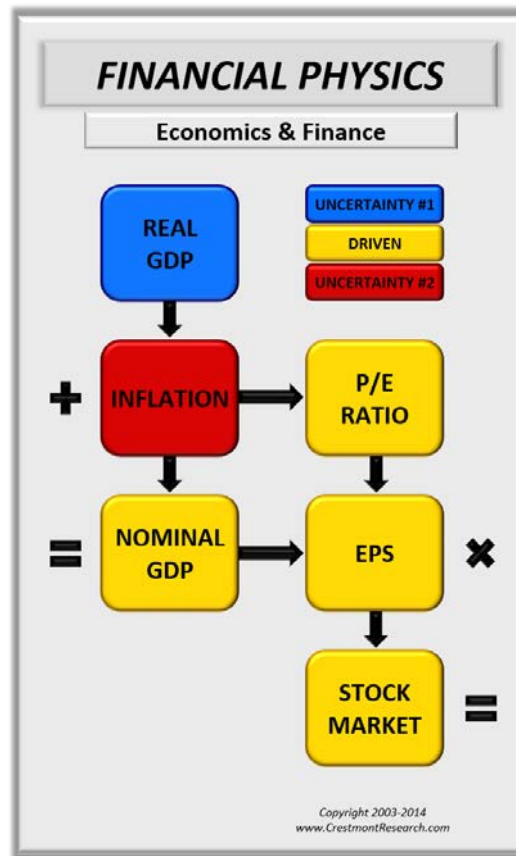 FINANCIAL PHYSICS
Economics & Finance
REAL
GDP
UNCERTAINTY #1
DRIVEN
UNCERTAINTY #2
+
INFLATION
P/E
RATIO
=
NOMINAL
GDP
EPS
×
STOCK
MARKET
=
Copyright 2003-2014
www.CrestmontResearch.com